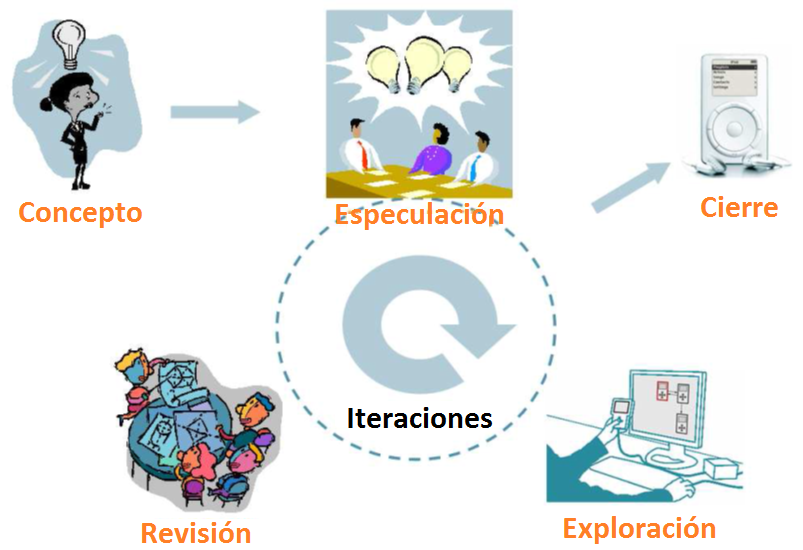 Concepto
Especulación
Cierre
Iteraciones
Revisión
Exploración